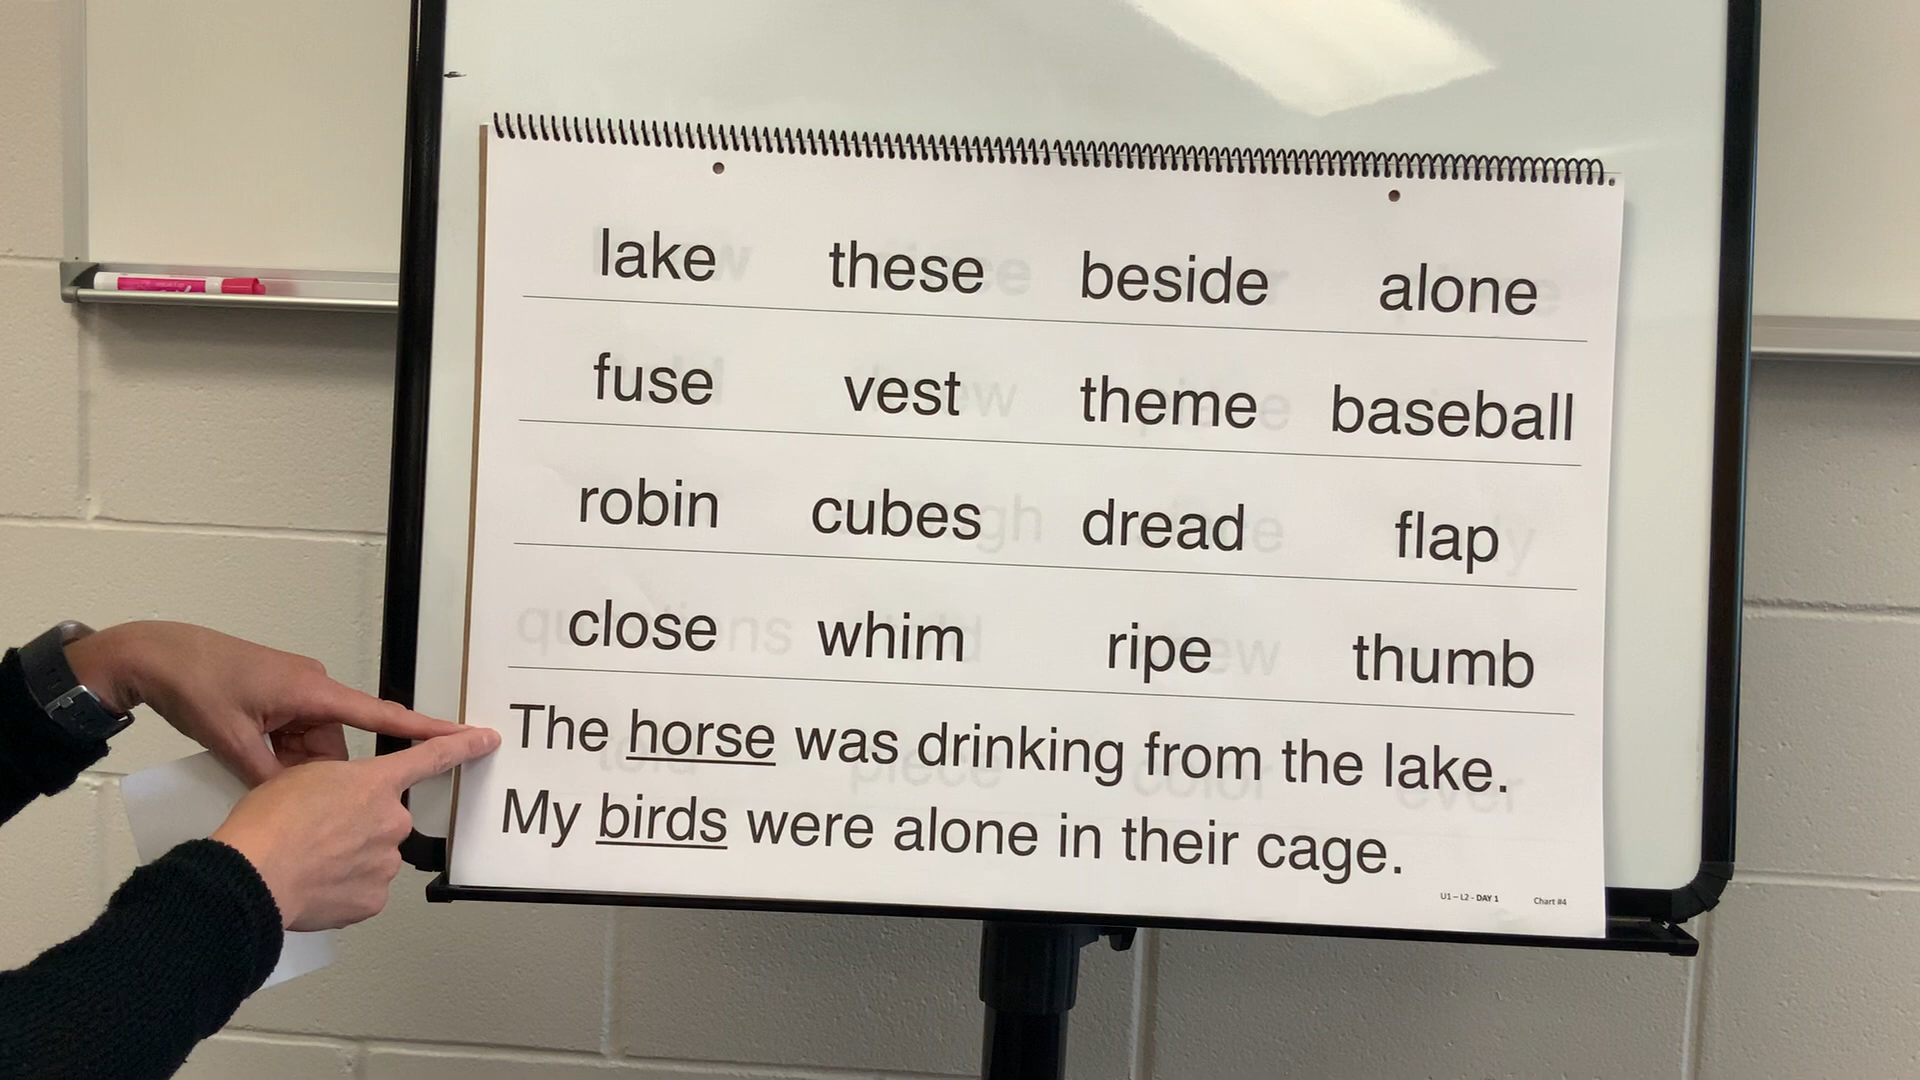 lake these beside alone
fuse vest theme baseball
robin cubes dread flap
close whim ripe thumb
The horse was drinking from the lake.
My birds were alone in their cage.
U1 – L2 - DAY 1 Chart #4